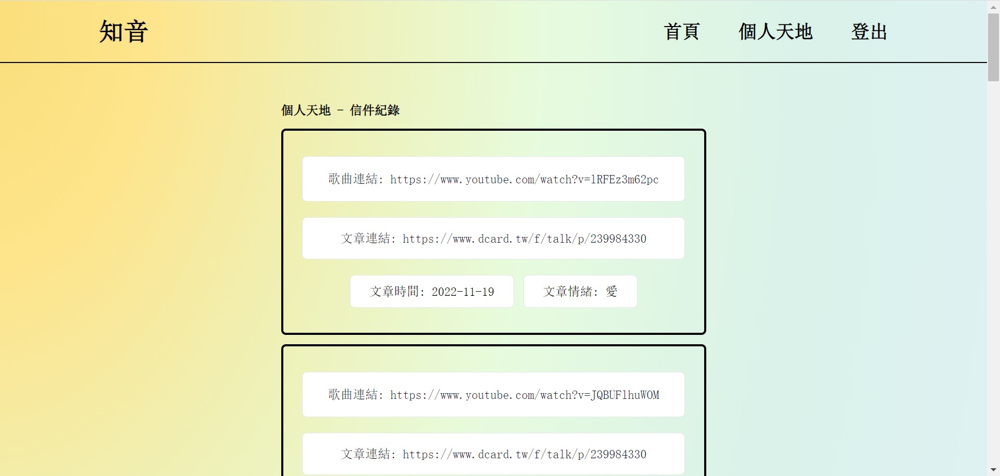 知音
首頁 個人天地 登出
個人天地 - 信件紀錄
歌曲連結: https://www.youtube.com/watch?v=lRFEz3m62pc
文章連結: https://www.dcard.tw/f/talk/p/239984330
文章時間: 2022-11-19
文章情緒: 愛
歌曲連結: https://www.youtube.com/watch?v=JQBUFlhuWOM
文章連結: https://www.dcard.tw/f/talk/p/239984330